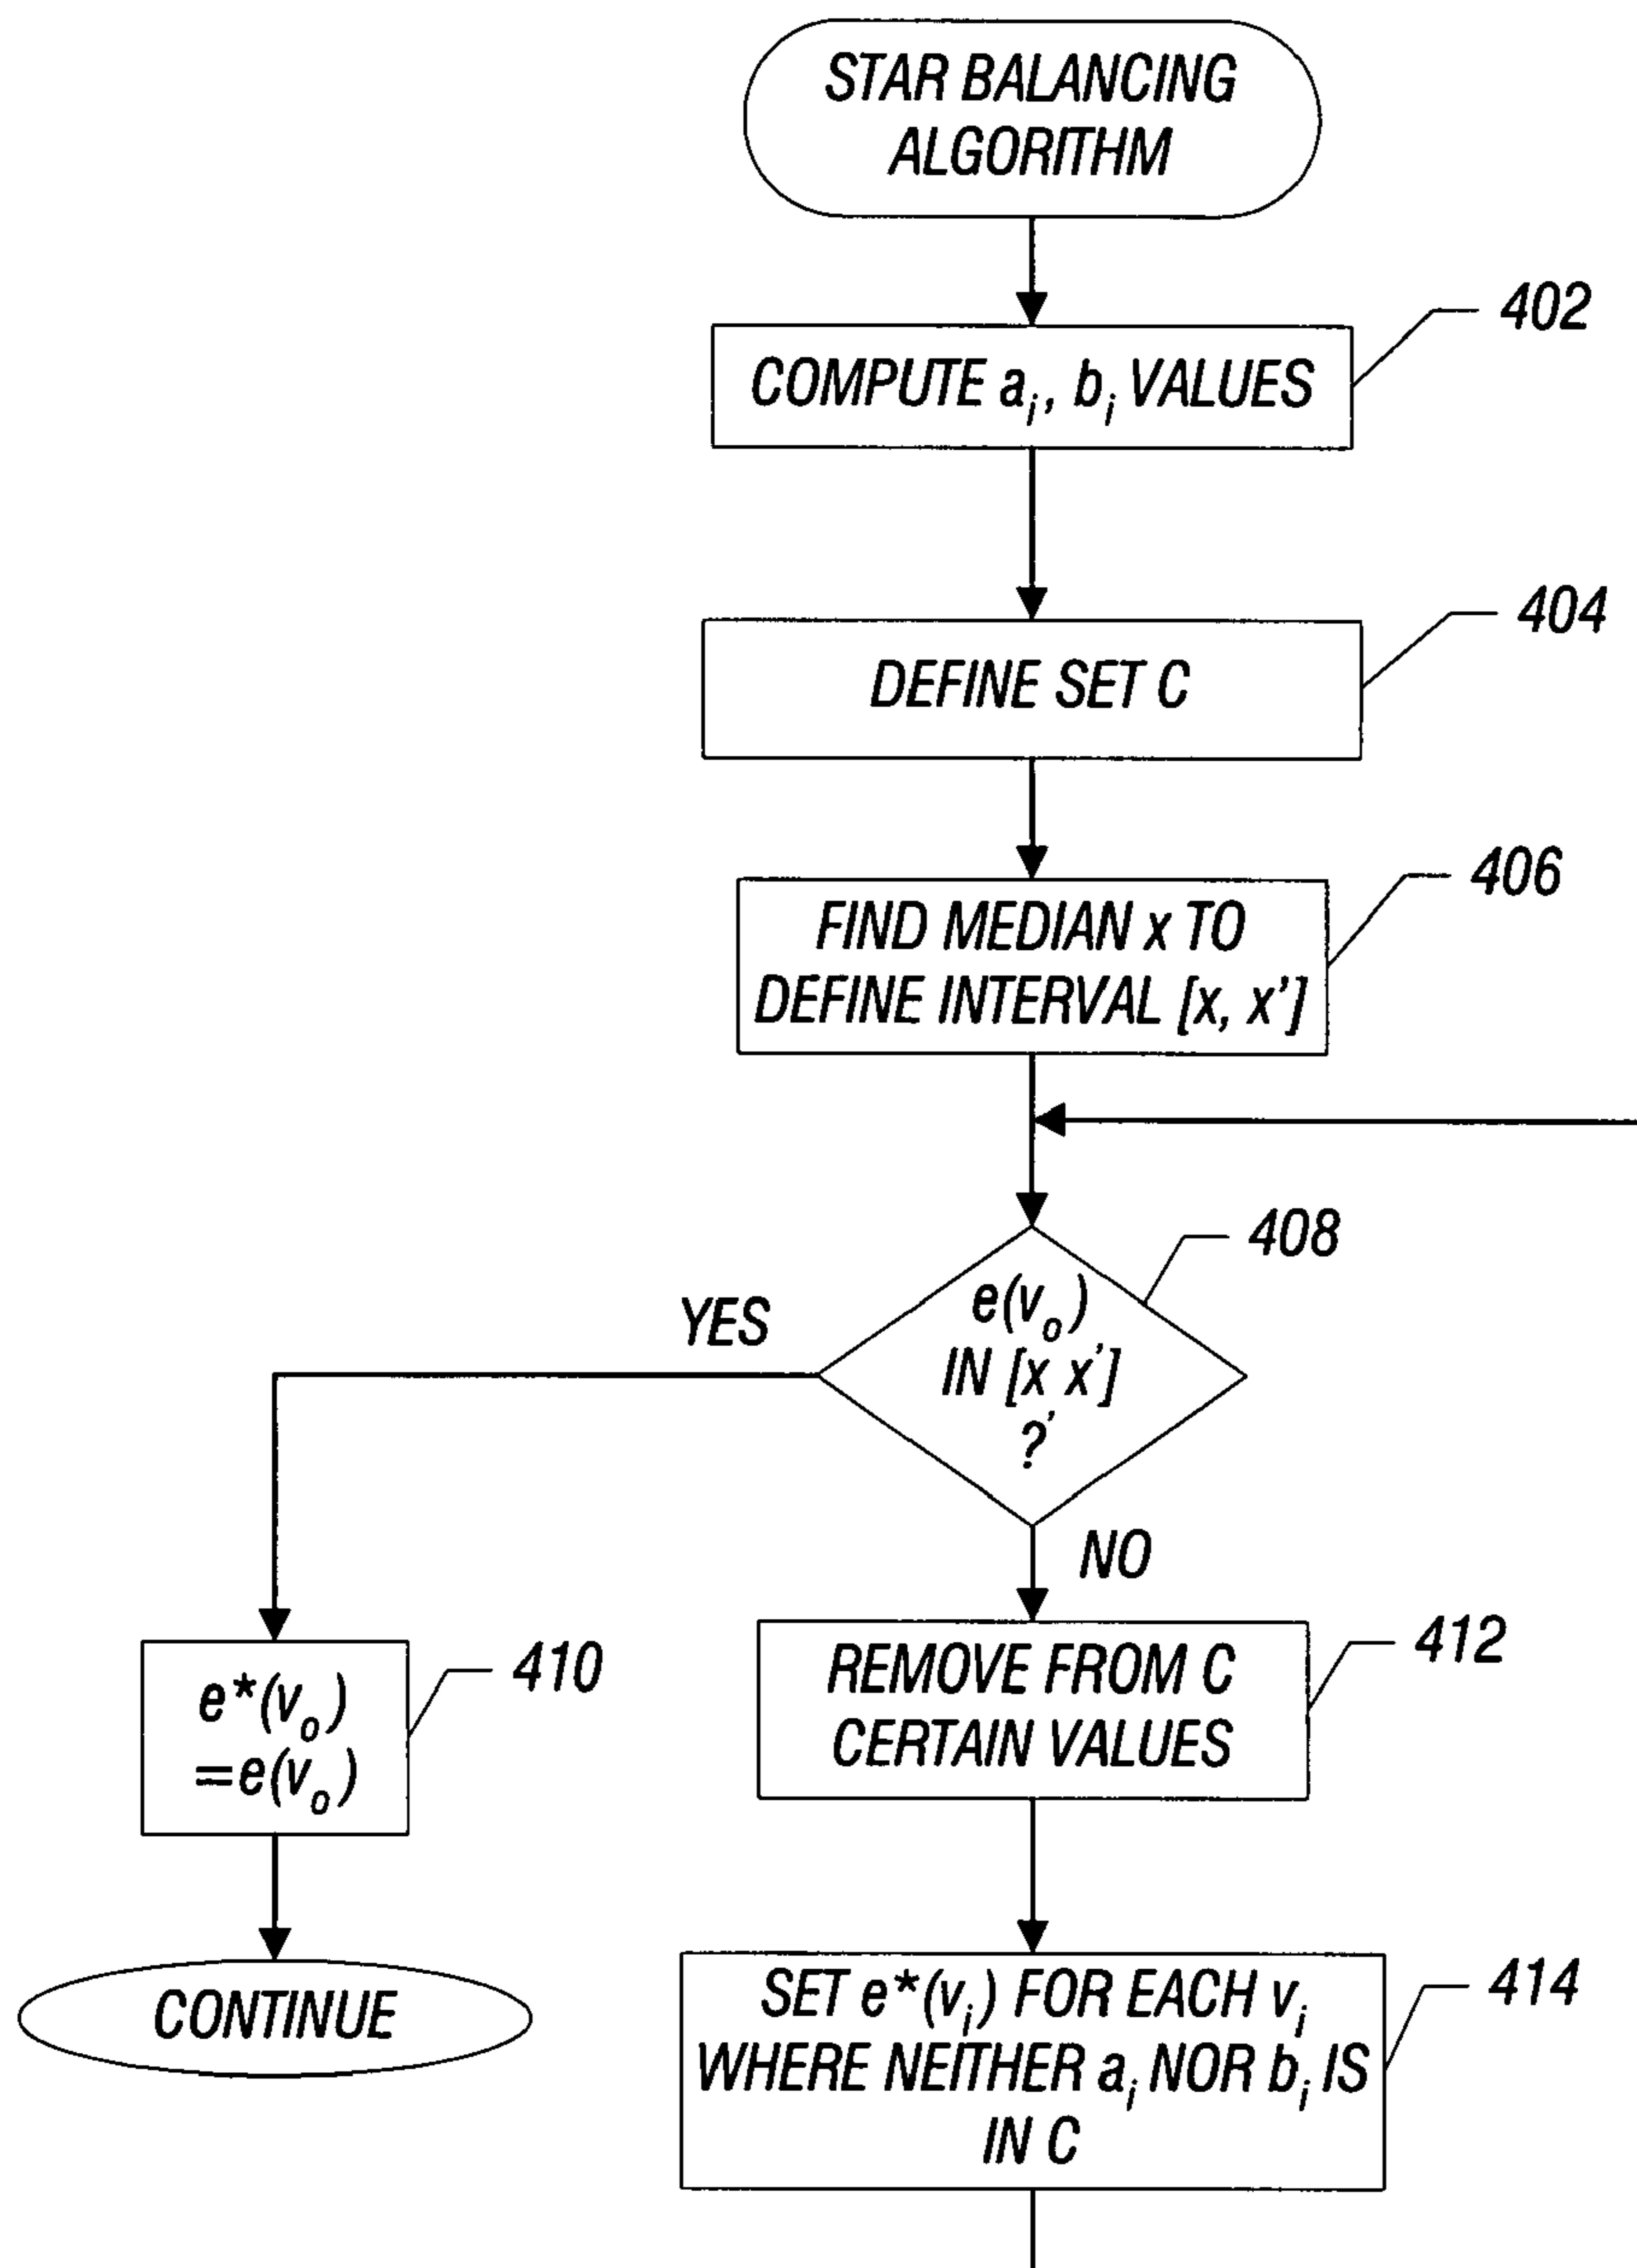 STAR BALANCING
ALGORITHM
402
COMPUTE a_i, b_i VALUES
404
DEFINE SET C
406
FIND MEDIAN x TO
DEFINE INTERVAL [x, x']
408
e(v_o)
IN [x x']
?'
YES
NO
410
e*(v_o)
=e(v_o)
412
REMOVE FROM C
CERTAIN VALUES
CONTINUE
414
SET e*(v_i) FOR EACH v_i
WHERE NEITHER a_i NOR b_i IS
IN C